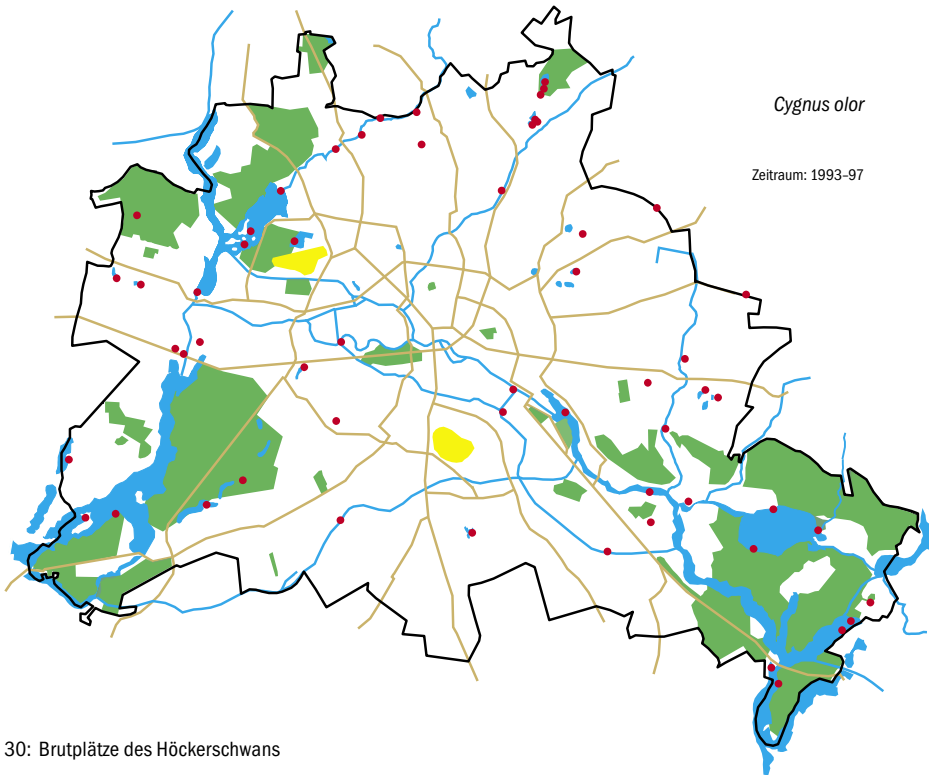 Cygnus olor
Zeitraum: 1993–97
30: Brutplätze des Höckerschwans